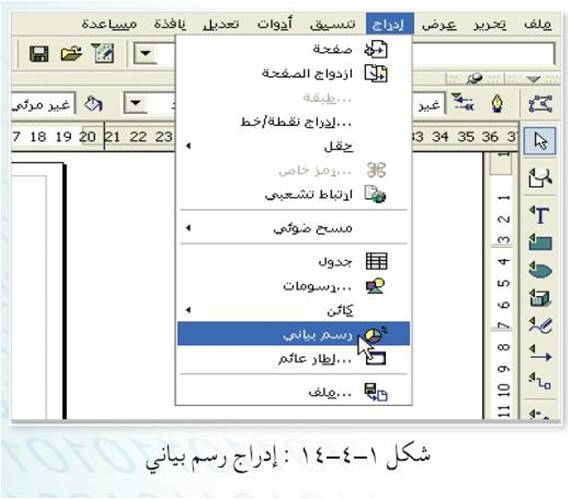 ملف تحرير عرض إدراج تنسيق أدوات تعديل نافذة مساعدة
صفحة
ازدواج الصفحة
طبقة...
إدراج نقطة/خط...
حقل
رمز خاص...
ارتباط تشعبي
مسح ضوئي
جدول
رسومات...
كائن
رسم بياني
إطار عائم...
ملف...
غير
غير مرئي
17 18 19 20 21 22 23
33 34 35 36 37
1 2 3 4 5 6 7 8 9 10 11
شكل ١-٤-١٤ : إدراج رسم بياني